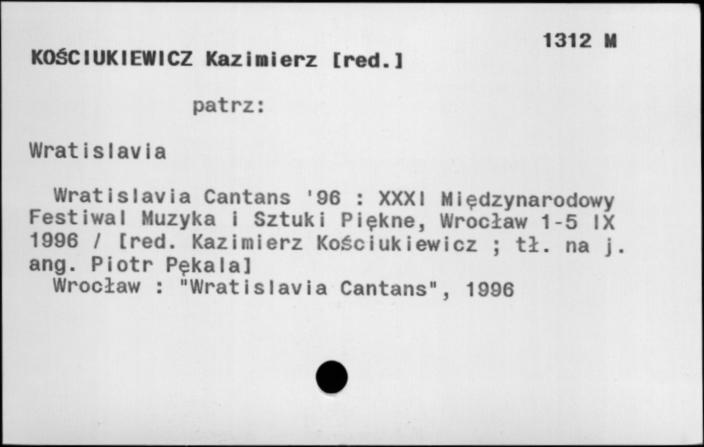 1312 M
KOŚCIUKIEWICZ Kazimierz [red.]
patrz:
Wratislavia
Wratislavia Cantans '96 : XXXI Międzynarodowy
Festiwal Muzyka i Sztuki Piękne, Wrocław 1-5 IX
1996 / [red. Kazimierz Kościukiewicz ; tł. na j.
ang. Piotr Pękala]
Wrocław : "Wratislavia Cantans", 1996